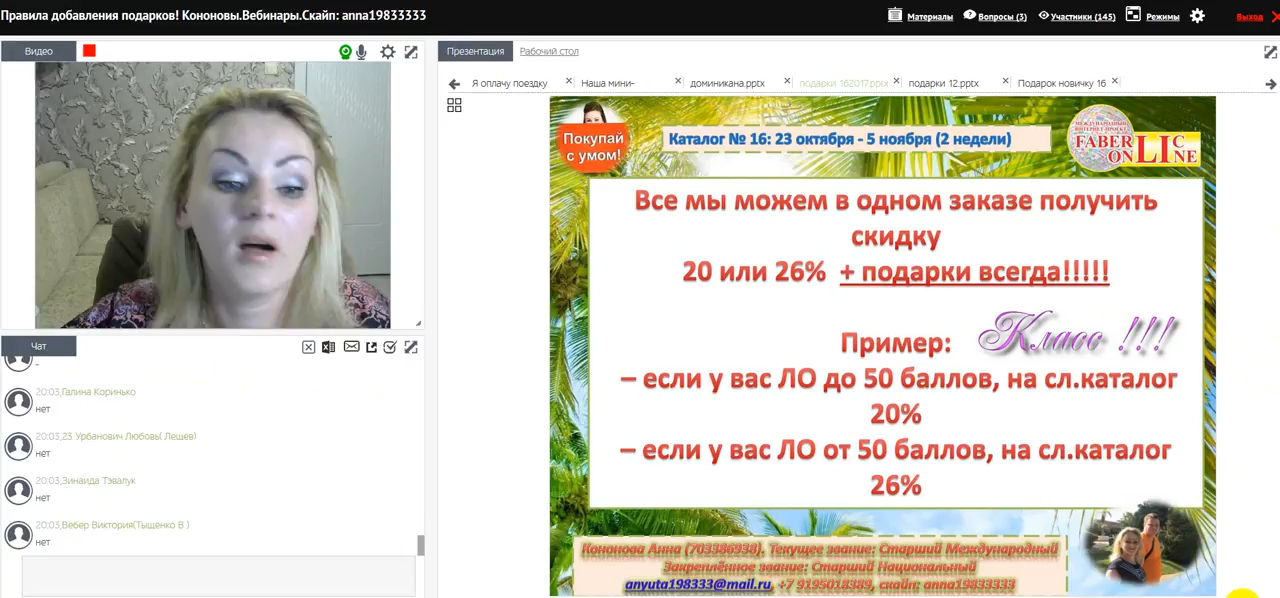 Правила добавления подарков! Кононовы.Вебинары.Скайп: anna19833333
Материалы
Вопросы (3)
Участники (145)
Режимы
Выход
Видео
Презентация
Рабочий стол
Я оплачу поездку
Наша мини-
доминикана.pptx
подарки 162017.pptx
подарки 12.pptx
Подарок новичку 16
Покупай
с умом!
Каталог № 16: 23 октября - 5 ноября (2 недели)
МЕЖДУНАРОДНЫЙ
ИНТЕРНЕТ-ПРОЕКТ
FABERLIC
ONLINE
Все мы можем в одном заказе получить
скидку
20 или 26% + подарки всегда!!!!!
Пример:
Класс !!!
– если у вас ЛО до 50 баллов, на сл.каталог
20%
– если у вас ЛО от 50 баллов, на сл.каталог
26%
Кононова Анна (703386938). Текущее звание: Старший Международный
Закреплённое звание: Старший Национальный
anyuta198333@mail.ru, +7 9195018389, скайп: anna19833333
Чат
-
20:03,Галина Коринько
нет
20:03,23 Урбанович Любовь( Лещев)
нет
20:03,Зинаида Тэвалук
нет
20:03,Вебер Виктория(Тыщенко В )
нет